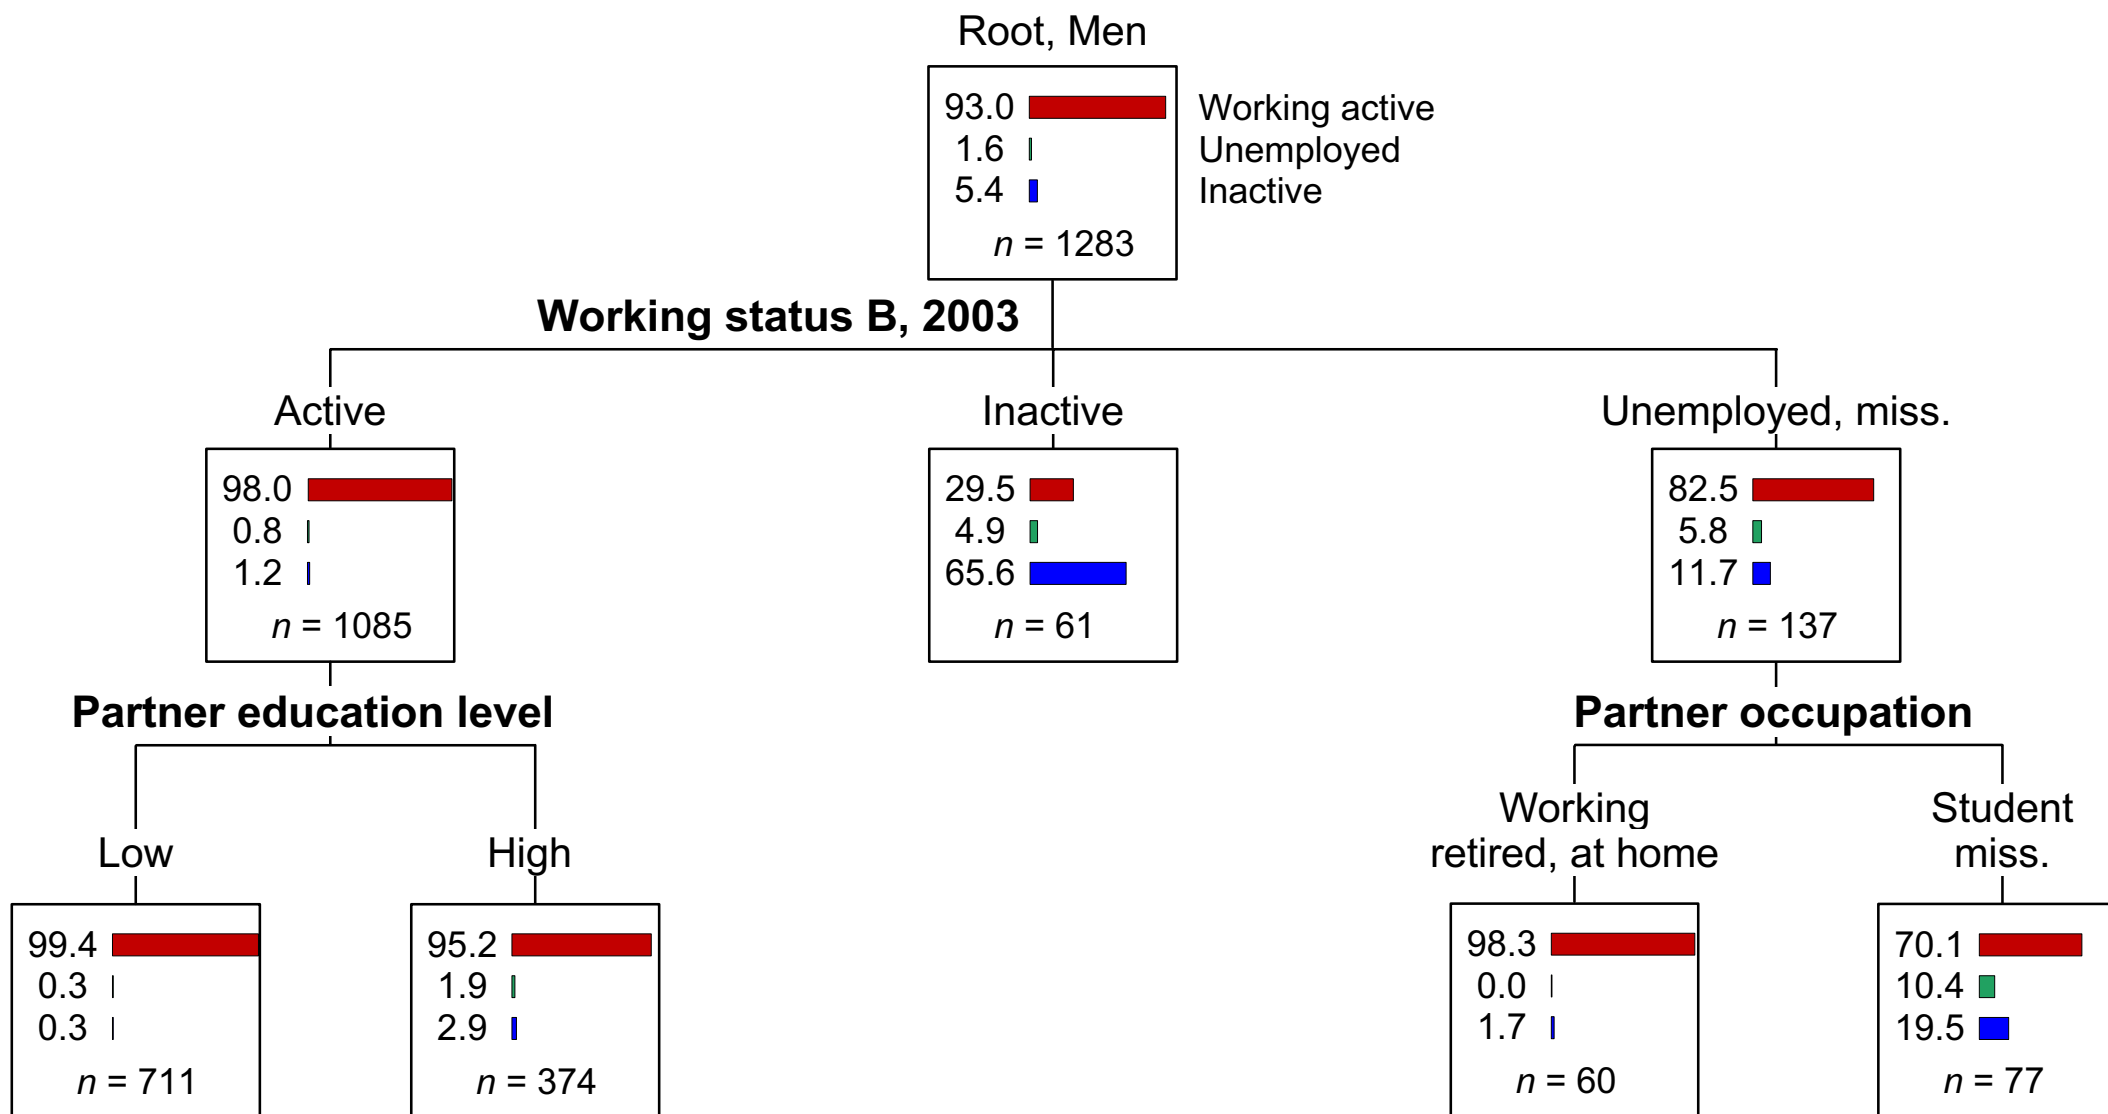 Root, Men
93.0 Working active
1.6 Unemployed
5.4 Inactive
n = 1283
Working status B, 2003
Active
98.0
0.8
1.2
n = 1085
Inactive
29.5
4.9
65.6
n = 61
Unemployed, miss.
82.5
5.8
11.7
n = 137
Partner education level
Low
99.4
0.3
0.3
n = 711
High
95.2
1.9
2.9
n = 374
Partner occupation
Working
retired, at home
98.3
0.0
1.7
n = 60
Student
miss.
70.1
10.4
19.5
n = 77